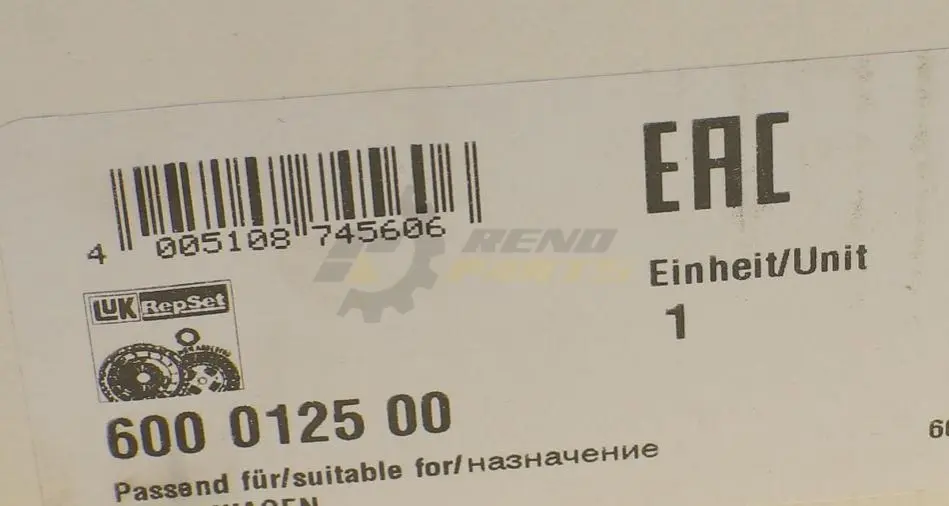 EAC
4 005108 745606
RENO
PARTS
Einheit/Unit
1
LuK RepSet
600 0125 00
Passend für/suitable for/назначение